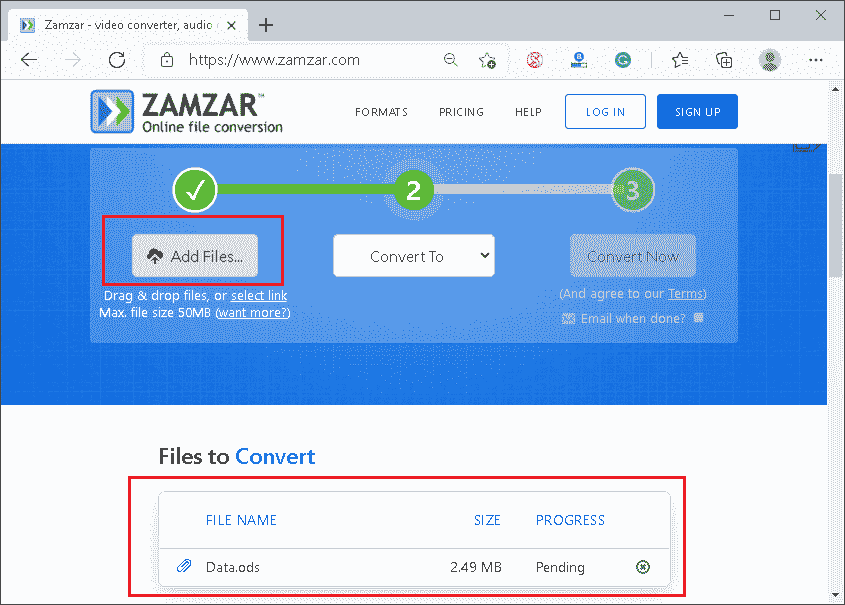 Zamzar - video converter, audio
https://www.zamzar.com
ZAMZAR™
Online file conversion
FORMATS
PRICING
HELP
LOG IN
SIGN UP
2
3
Add Files...
Convert To
Convert Now
Drag & drop files, or select link
Max. file size 50MB (want more?)
(And agree to our Terms)
Email when done?
Files to Convert
FILE NAME SIZE PROGRESS
Data.ods 2.49 MB Pending